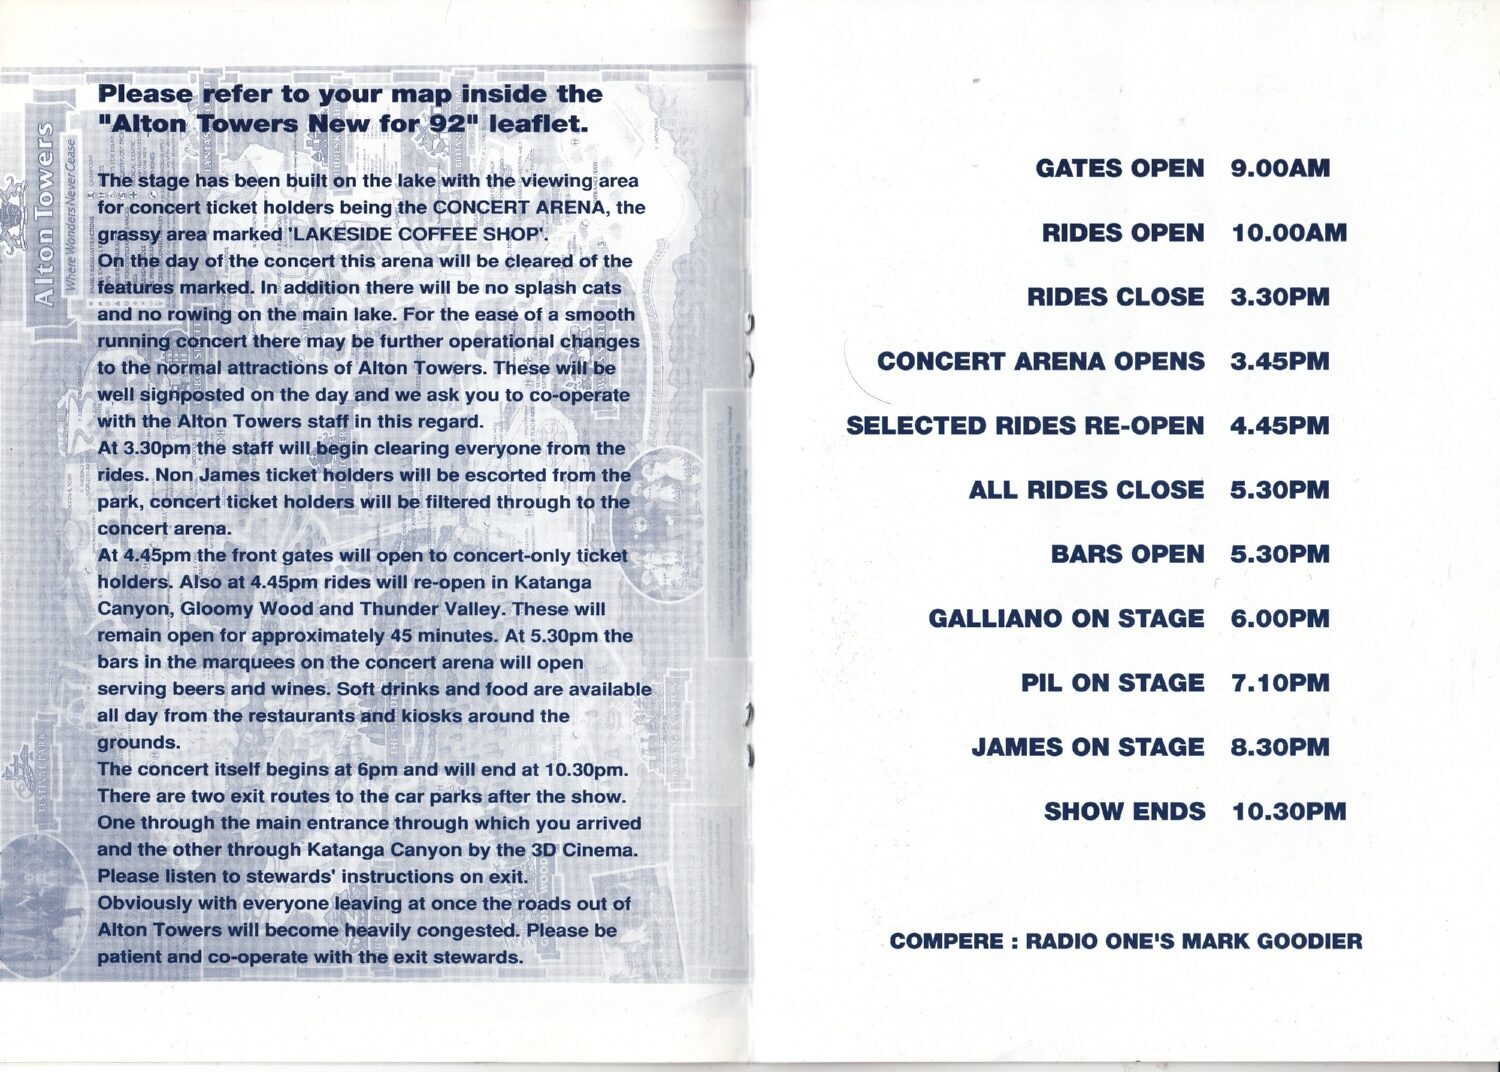 Please refer to your map inside the
"Alton Towers New for 92" leaflet.
The stage has been built on the lake with the viewing area
for concert ticket holders being the CONCERT ARENA, the
grassy area marked 'LAKESIDE COFFEE SHOP'.
On the day of the concert this arena will be cleared of the
features marked. In addition there will be no splash cats
and no rowing on the main lake. For the ease of a smooth
running concert there may be further operational changes
to the normal attractions of Alton Towers. These will be
well signposted on the day and we ask you to co-operate
with the Alton Towers staff in this regard.
At 3.30pm the staff will begin clearing everyone from the
rides. Non James ticket holders will be escorted from the
park, concert ticket holders will be filtered through to the
concert arena.
At 4.45pm the front gates will open to concert-only ticket
holders. Also at 4.45pm rides will re-open in Katanga
Canyon, Gloomy Wood and Thunder Valley. These will
remain open for approximately 45 minutes. At 5.30pm the
bars in the marquees on the concert arena will open
serving beers and wines. Soft drinks and food are available
all day from the restaurants and kiosks around the
grounds.
The concert itself begins at 6pm and will end at 10.30pm.
There are two exit routes to the car parks after the show.
One through the main entrance through which you arrived
and the other through Katanga Canyon by the 3D Cinema.
Please listen to stewards' instructions on exit.
Obviously with everyone leaving at once the roads out of
Alton Towers will become heavily congested. Please be
patient and co-operate with the exit stewards.
Alton Towers
Where Wonders Never Cease
FESTIVAL PARK
GATES OPEN 9.00AM
RIDES OPEN 10.00AM
RIDES CLOSE 3.30PM
CONCERT ARENA OPENS 3.45PM
SELECTED RIDES RE-OPEN 4.45PM
ALL RIDES CLOSE 5.30PM
BARS OPEN 5.30PM
GALLIANO ON STAGE 6.00PM
PIL ON STAGE 7.10PM
JAMES ON STAGE 8.30PM
SHOW ENDS 10.30PM
COMPERE : RADIO ONE'S MARK GOODIER